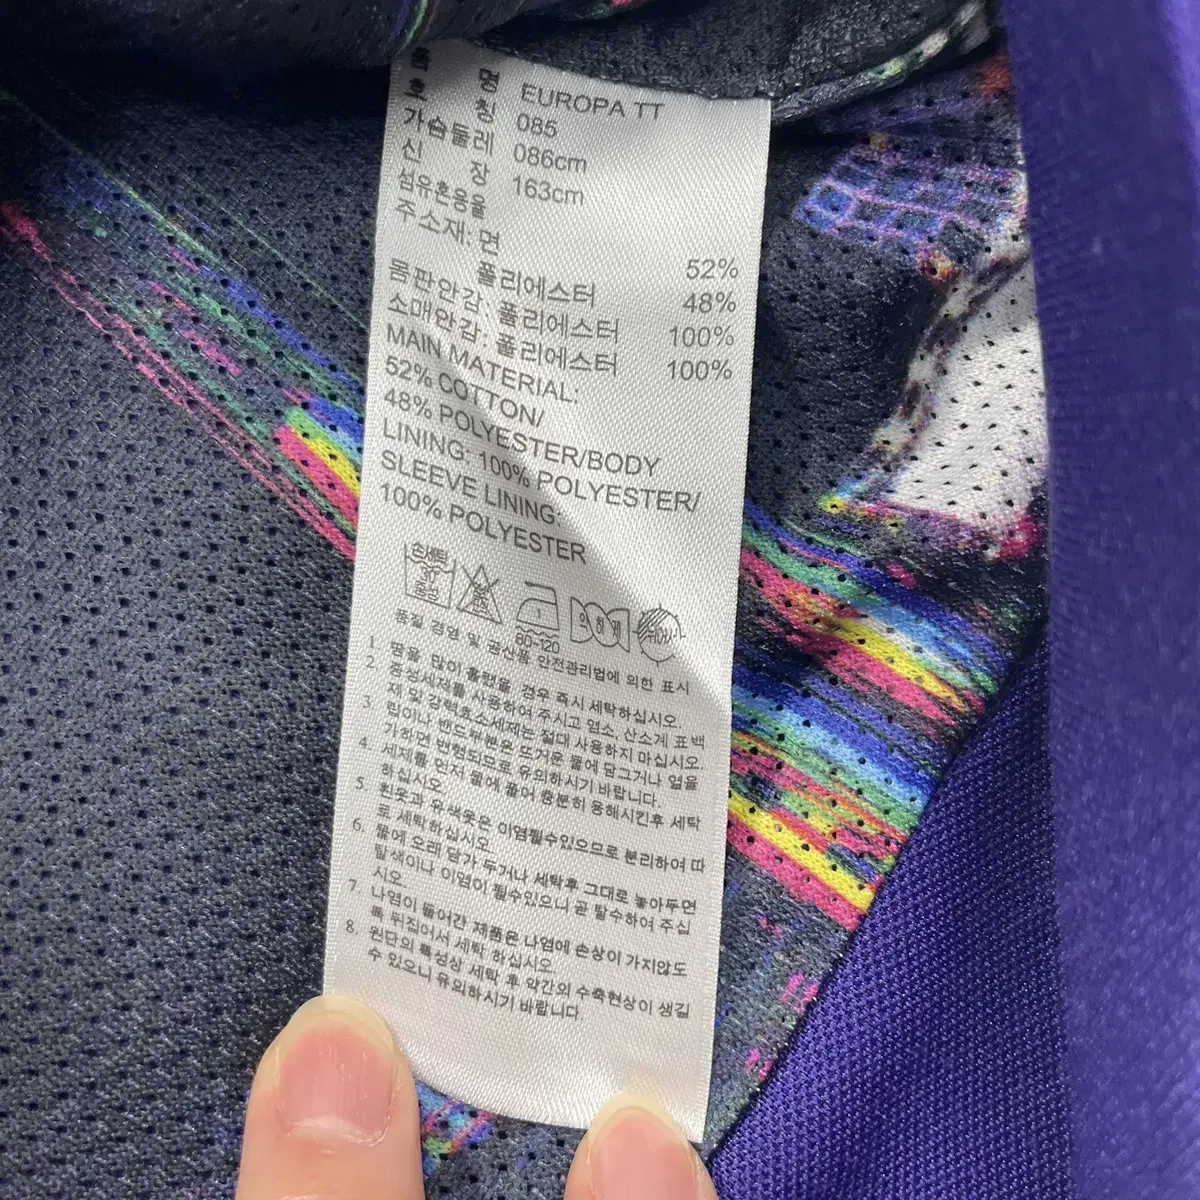 품 명 EUROPA TT
호 칭 085
가슴둘레 086cm
신 장 163cm
섬유혼용율
주소재: 면 52%
폴리에스터 48%
몸판안감: 폴리에스터 100%
소매안감: 폴리에스터 100%
MAIN MATERIAL:
52% COTTON/
48% POLYESTER/BODY
LINING: 100% POLYESTER/
SLEEVE LINING:
100% POLYESTER
손세탁
30
중성
80~120
약하게
드라이
품질 경영 및 공산품 안전관리법에 의한 표시
1. 땀을 많이 흘렸을 경우 즉시 세탁하십시오.
2. 중성세제를 사용하여 주시고 염소, 산소계 표백
제 및 강력효소세제는 절대 사용하지 마십시오.
3. 립이나 밴드부분은 뜨거운 물에 담그거나 열을
가하면 변형되므로 유의하시기 바랍니다.
4. 세제를 먼저 물에 풀어 충분히 용해시킨후 세탁
하십시오.
5. 흰옷과 유색옷은 이염될수있으므로 분리하여 따
로 세탁하십시오.
6. 물에 오래 담가 두거나 세탁후 그대로 놓아두면
탈색이나 이염이 될수있으니 곧 탈수하여 주십
시오.
7. 나염이 들어간 제품은 나염에 손상이 가지않도
록 뒤집어서 세탁 하십시오.
8. 원단의 특성상 세탁 후 약간의 수축현상이 생길
수 있으니 유의하시기 바랍니다.